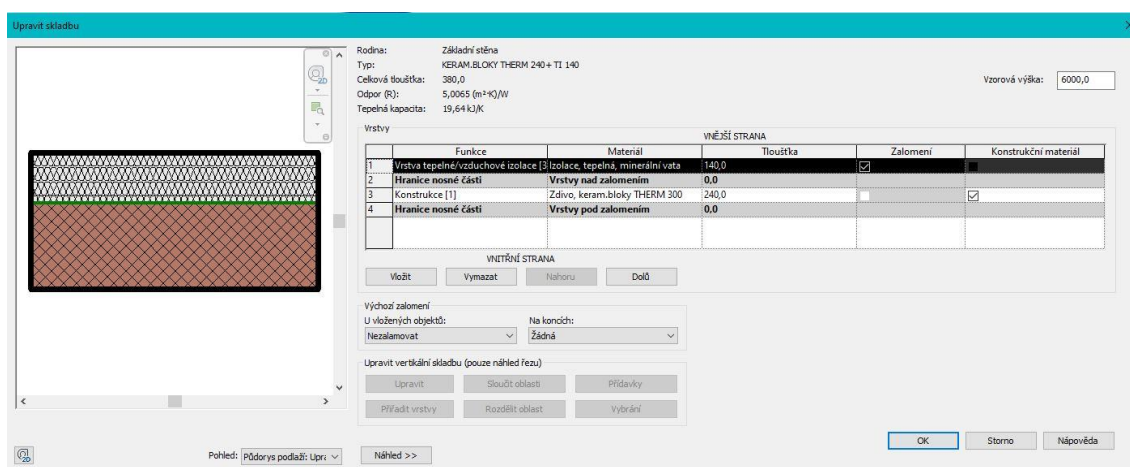 Upravit skladbu
Rodina: Základní stěna
Typ: KERAM.BLOKY THERM 240+ TI 140
Celková tloušťka: 380,0
Odpor (R): 5,0065 (m²·K)/W
Tepelná kapacita: 19,64 kJ/K
Vzorová výška: 6000,0
Vrstvy
VNĚJŠÍ STRANA
Funkce Materiál Tloušťka Zalomení Konstrukční materiál
1 Vrstva tepelné/vzduchové izolace [3 Izolace, tepelná, minerální vata 140,0
2 Hranice nosné části Vrstvy nad zalomením 0,0
3 Konstrukce [1] Zdivo, keram.bloky THERM 300 240,0
4 Hranice nosné části Vrstvy pod zalomením 0,0
VNITŘNÍ STRANA
Vložit Vymazat Nahoru Dolů
Výchozí zalomení
U vložených objektů: Na koncích:
Nezalamovat Žádná
Upravit vertikální skladbu (pouze náhled řezu)
Upravit Sloučit oblasti Přídavky
Přiřadit vrstvy Rozdělit oblast Vybrání
OK Storno Nápověda
2D
2D
Pohled: Půdorys podlaží: Upra Náhled >>